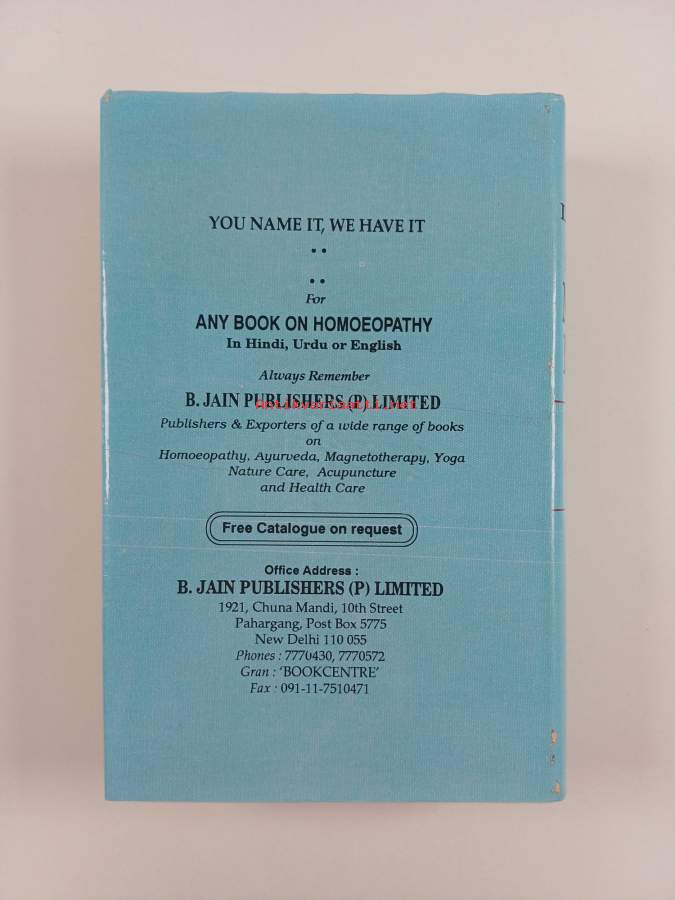 YOU NAME IT, WE HAVE IT
• •
• •
For
ANY BOOK ON HOMOEOPATHY
In Hindi, Urdu or English
Always Remember
B. JAIN PUBLISHERS (P) LIMITED
Antikvariaatti.net
Publishers & Exporters of a wide range of books
on
Homoeopathy, Ayurveda, Magnetotherapy, Yoga
Nature Care, Acupuncture
and Health Care
Free Catalogue on request
Office Address :
B. JAIN PUBLISHERS (P) LIMITED
1921, Chuna Mandi, 10th Street
Pahargang, Post Box 5775
New Delhi 110 055
Phones : 7770430, 7770572
Gran : 'BOOKCENTRE'
Fax : 091-11-7510471